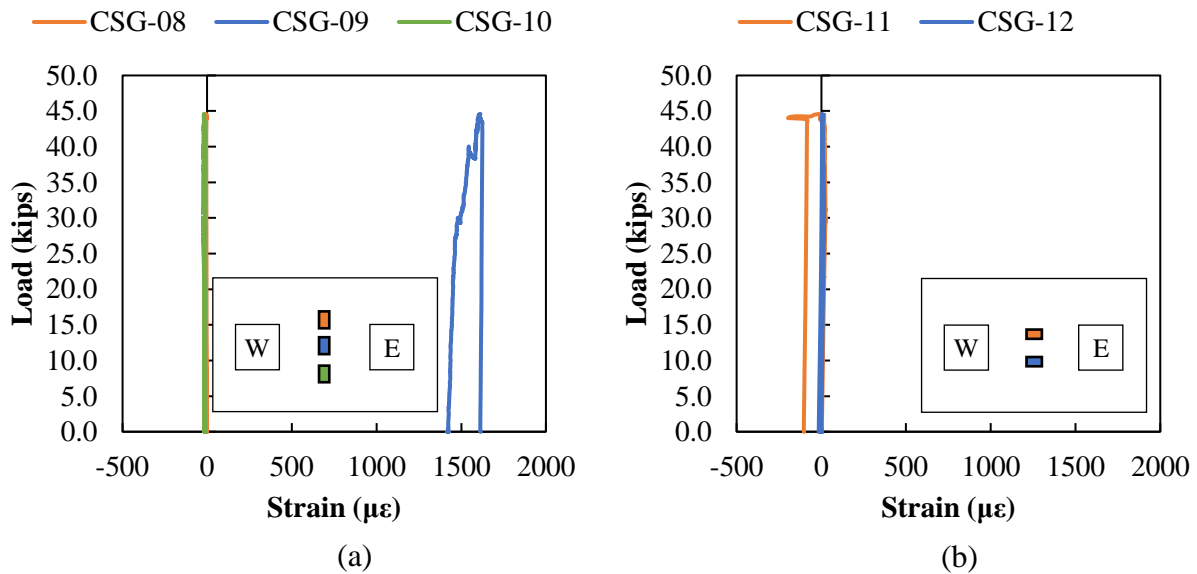 CSG-08 CSG-09 CSG-10
50.0
45.0
40.0
35.0
30.0
25.0
20.0
15.0
10.0
5.0
0.0
Load (kips)
W E
-500 0 500 1000 1500 2000
Strain (με)
(a)
CSG-11 CSG-12
50.0
45.0
40.0
35.0
30.0
25.0
20.0
15.0
10.0
5.0
0.0
Load (kips)
W E
-500 0 500 1000 1500 2000
Strain (με)
(b)